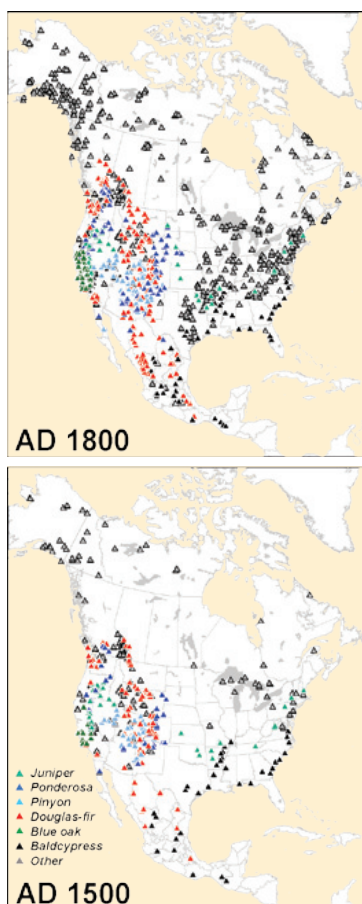 AD 1800
Juniper
Ponderosa
Pinyon
Douglas-fir
Blue oak
Baldcypress
Other
AD 1500